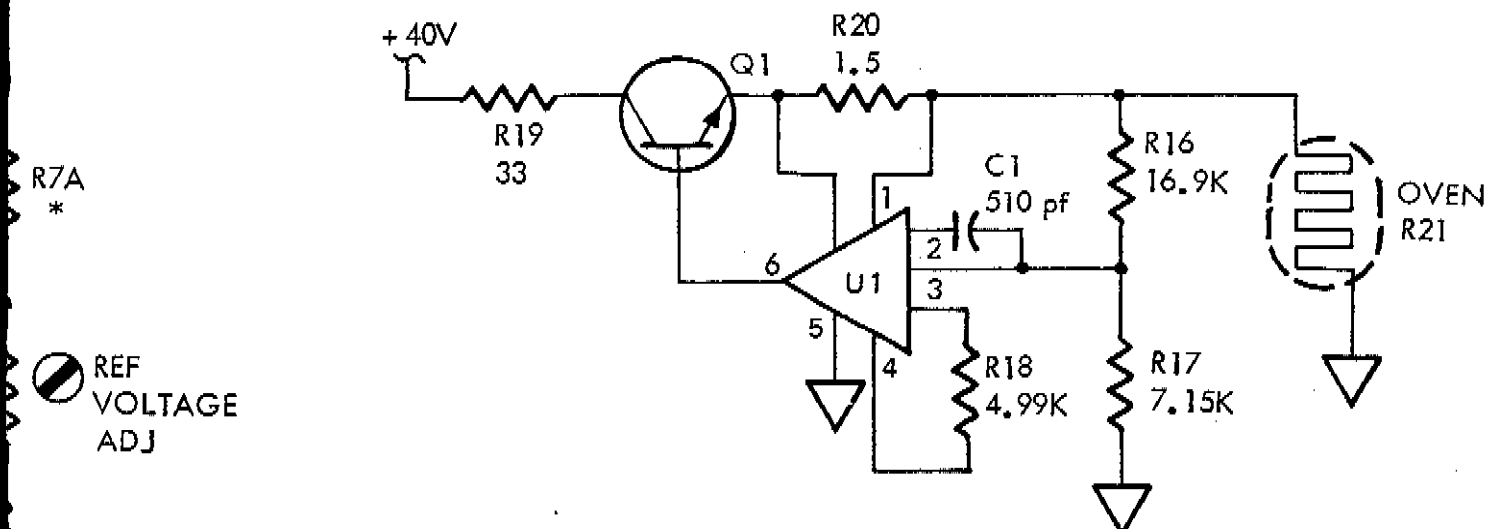 + 40V
R19
33
Q1
R20
1.5
R16
16.9K
C1
510 pf
OVEN
R21
R7A
*
1
2
3
4
5
6
U1
R18
4.99K
R17
7.15K
REF
VOLTAGE
ADJ